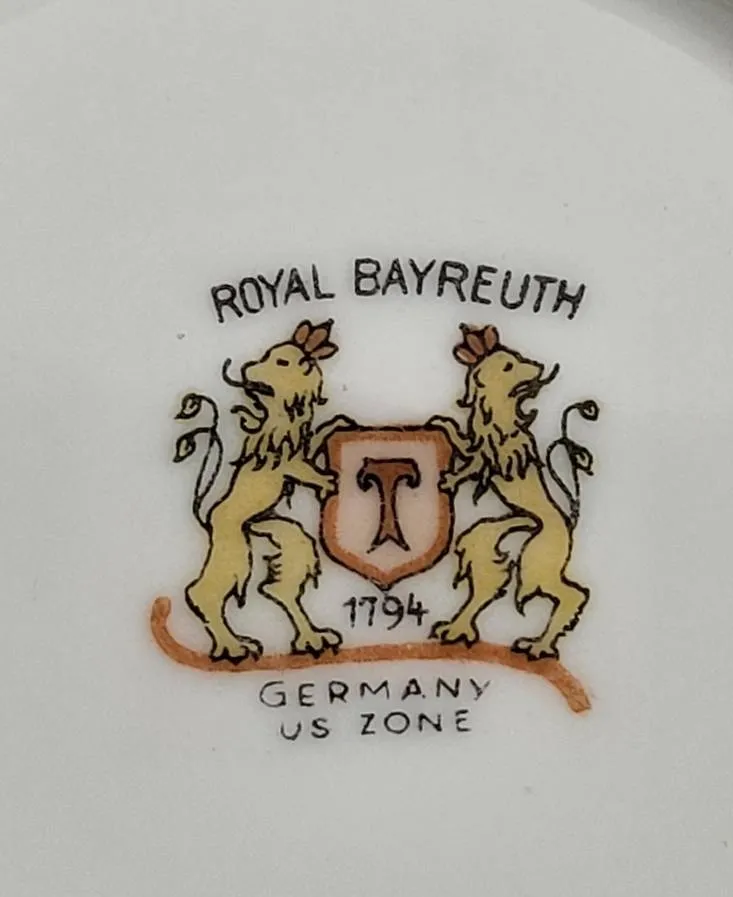 ROYAL BAYREUTH
T
1794
GERMANY
US ZONE